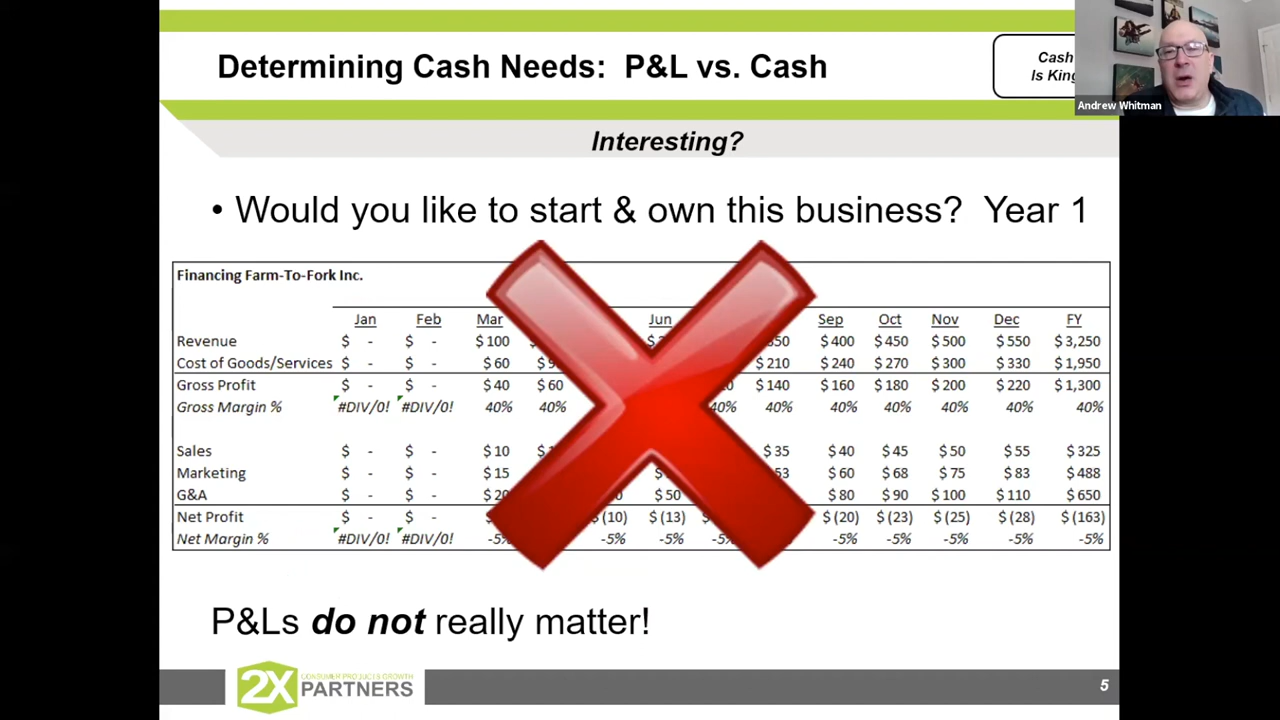 Determining Cash Needs: P&L vs. Cash
Cash
Is King
Andrew Whitman
Interesting?
• Would you like to start & own this business? Year 1
Financing Farm-To-Fork Inc.
Jan Feb Mar Jun Sep Oct Nov Dec FY
Revenue $ - $ - $ 100 $ 400 $ 450 $ 500 $ 550 $ 3,250
Cost of Goods/Services $ - $ - $ 60 $ 210 $ 240 $ 270 $ 300 $ 330 $ 1,950
Gross Profit $ - $ - $ 40 $ 60 $ 140 $ 160 $ 180 $ 200 $ 220 $ 1,300
Gross Margin % #DIV/0! #DIV/0! 40% 40% 40% 40% 40% 40% 40% 40% 40%
Sales $ - $ - $ 10 $ 35 $ 40 $ 45 $ 50 $ 55 $ 325
Marketing $ - $ - $ 15 $ 60 $ 68 $ 75 $ 83 $ 488
G&A $ - $ - $ 50 $ 80 $ 90 $ 100 $ 110 $ 650
Net Profit $ - $ - $ (10) $ (13) $ (20) $ (23) $ (25) $ (28) $ (163)
Net Margin % #DIV/0! #DIV/0! -5% -5% -5% -5% -5% -5% -5% -5% -5%
P&Ls do not really matter!
2X CONSUMER PRODUCTS GROWTH
PARTNERS
5